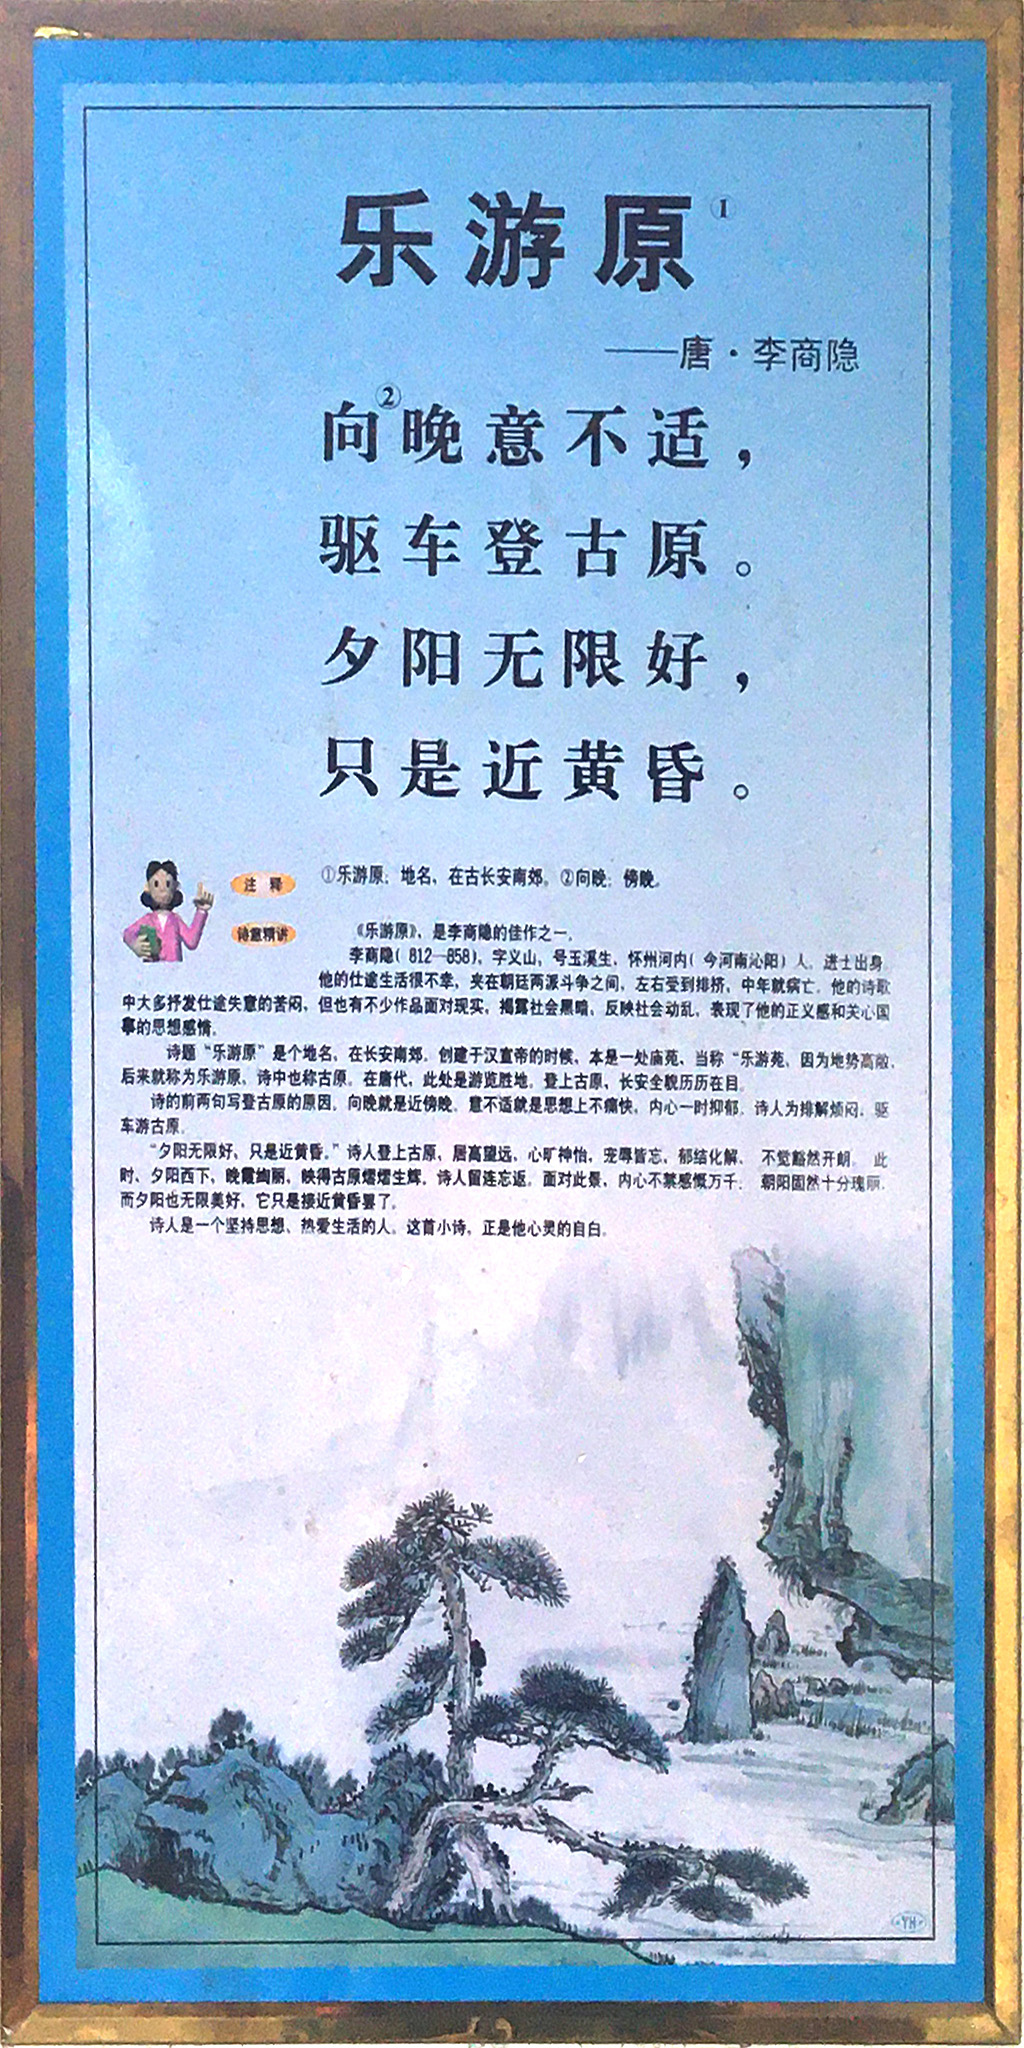 乐游原①
——唐·李商隐
向②晚意不适，
驱车登古原。
夕阳无限好，
只是近黄昏。
注 释
①乐游原：地名，在古长安南郊。②向晚：傍晚。
诗意精讲
《乐游原》，是李商隐的佳作之一。
李商隐（812—858），字义山，号玉溪生，怀州河内（今河南沁阳）人。进士出身。
他的仕途生活很不幸，夹在朝廷两派斗争之间，左右受到排挤，中年就病亡。他的诗歌
中大多抒发仕途失意的苦闷，但也有不少作品面对现实，揭露社会黑暗，反映社会动乱，表现了他的正义感和关心国
事的思想感情。
诗题“乐游原”是个地名，在长安南郊。创建于汉宣帝的时候，本是一处庙苑、当称“乐游苑，因为地势高敞，
后来就称为乐游原，诗中也称古原。在唐代，此处是游览胜地。登上古原，长安全貌历历在目。
诗的前两句写登古原的原因。向晚就是近傍晚。意不适就是思想上不痛快，内心一时抑郁。诗人为排解烦闷，驱
车游古原。
“夕阳无限好，只是近黄昏。”诗人登上古原，居高望远，心旷神怡，宠辱皆忘，郁结化解、 不觉豁然开朗。 此
时，夕阳西下，晚霞绚丽，映得古原熠熠生辉。诗人留连忘返。面对此景，内心不禁感慨万千： 朝阳固然十分瑰丽，
而夕阳也无限美好，它只是接近黄昏罢了。
诗人是一个坚持思想、热爱生活的人。这首小诗，正是他心灵的自白。
YH